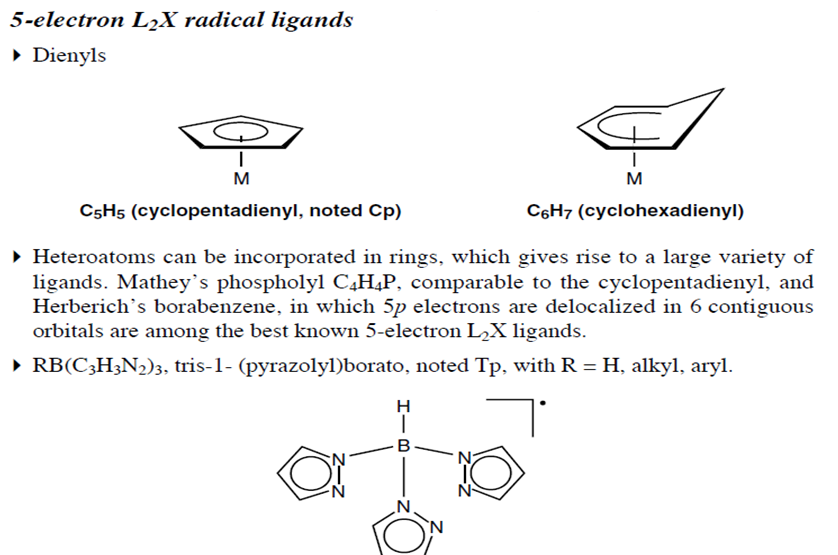 5-electron L₂X radical ligands
▸ Dienyls
M
M
C₅H₅ (cyclopentadienyl, noted Cp)
C₆H₇ (cyclohexadienyl)
▸ Heteroatoms can be incorporated in rings, which gives rise to a large variety of
ligands. Mathey's phospholyl C₄H₄P, comparable to the cyclopentadienyl, and
Herberich's borabenzene, in which 5p electrons are delocalized in 6 contiguous
orbitals are among the best known 5-electron L₂X ligands.
▸ RB(C₃H₃N₂)₃, tris-1- (pyrazolyl)borato, noted Tp, with R = H, alkyl, aryl.
H
B
N
N
N
N
N
N